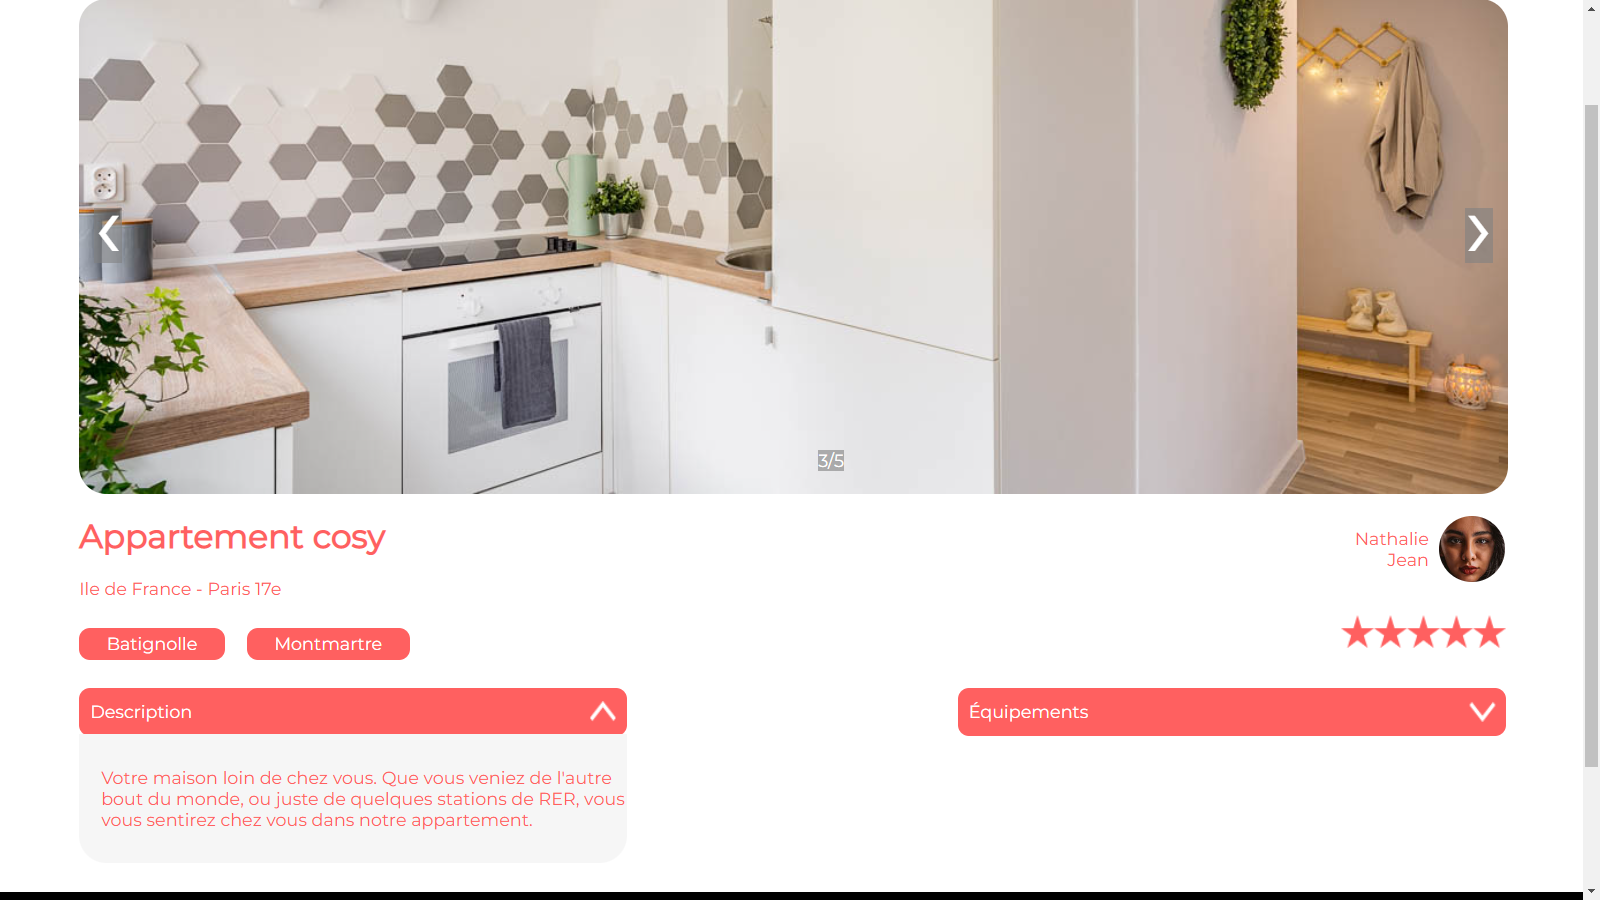 3/5
Appartement cosy
Nathalie
Jean
Ile de France - Paris 17e
Batignolle
Montmartre
Description
Équipements
Votre maison loin de chez vous. Que vous veniez de l'autre
bout du monde, ou juste de quelques stations de RER, vous
vous sentirez chez vous dans notre appartement.